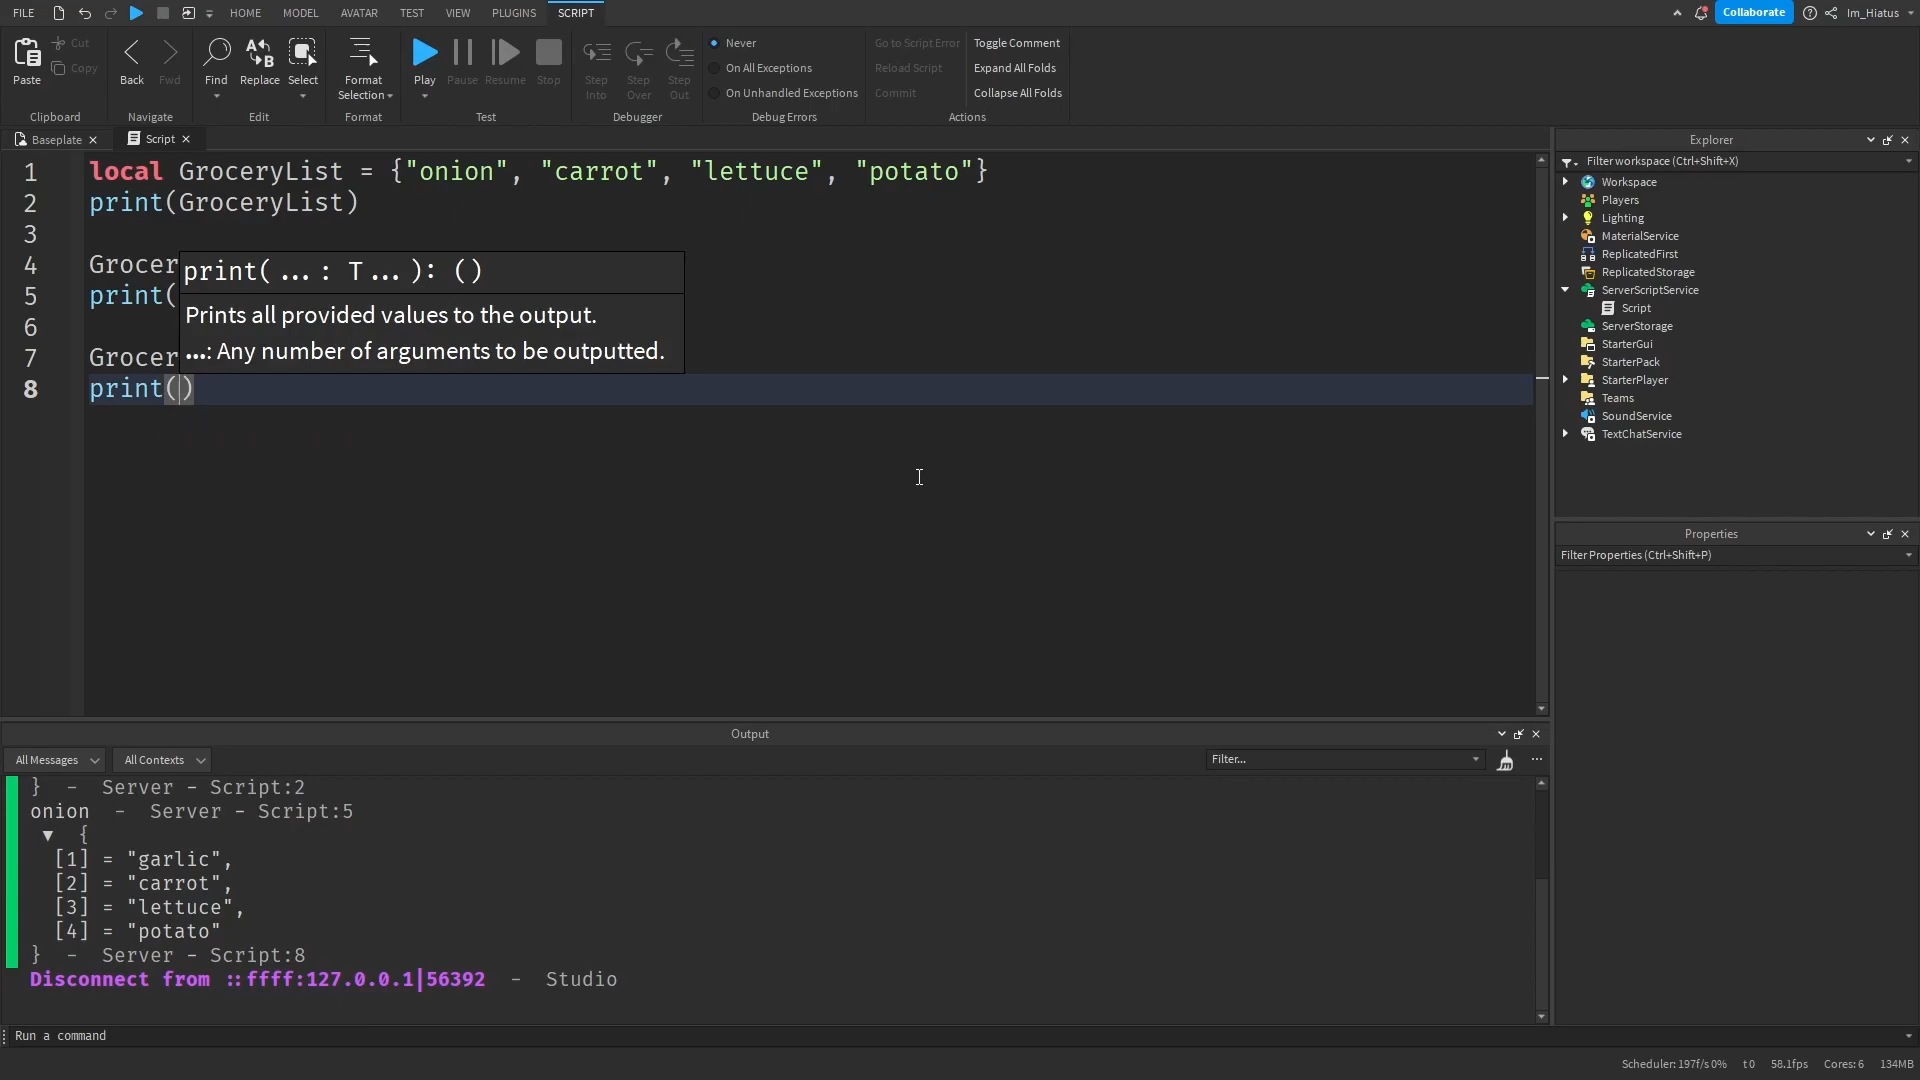 FILE HOME MODEL AVATAR TEST VIEW PLUGINS SCRIPT Collaborate Im_Hiatus
Paste Cut Copy
Clipboard
Back Fwd
Navigate
Find Replace Select
Edit
Format Selection
Format
Play Pause Resume Stop
Test
Step Into Step Over Step Out
Debugger
Never
On All Exceptions
On Unhandled Exceptions
Debug Errors
Go to Script Error
Reload Script
Commit
Toggle Comment
Expand All Folds
Collapse All Folds
Actions
Baseplate Script
1 local GroceryList = {"onion", "carrot", "lettuce", "potato"}
2 print(GroceryList)
3
4 Grocer
5 print(
6
7 Grocer
8 print()
print(...: T...): ()
Prints all provided values to the output.
...: Any number of arguments to be outputted.
Explorer
Filter workspace (Ctrl+Shift+X)
Workspace
Players
Lighting
MaterialService
ReplicatedFirst
ReplicatedStorage
ServerScriptService
Script
ServerStorage
StarterGui
StarterPack
StarterPlayer
Teams
SoundService
TextChatService
Properties
Filter Properties (Ctrl+Shift+P)
Output
All Messages All Contexts Filter... ...
} - Server - Script:2
onion - Server - Script:5
▼ {
[1] = "garlic",
[2] = "carrot",
[3] = "lettuce",
[4] = "potato"
} - Server - Script:8
Disconnect from ::ffff:127.0.0.1|56392 - Studio
Run a command
Scheduler: 197f/s 0% t 0 58.1fps Cores: 6 134MB